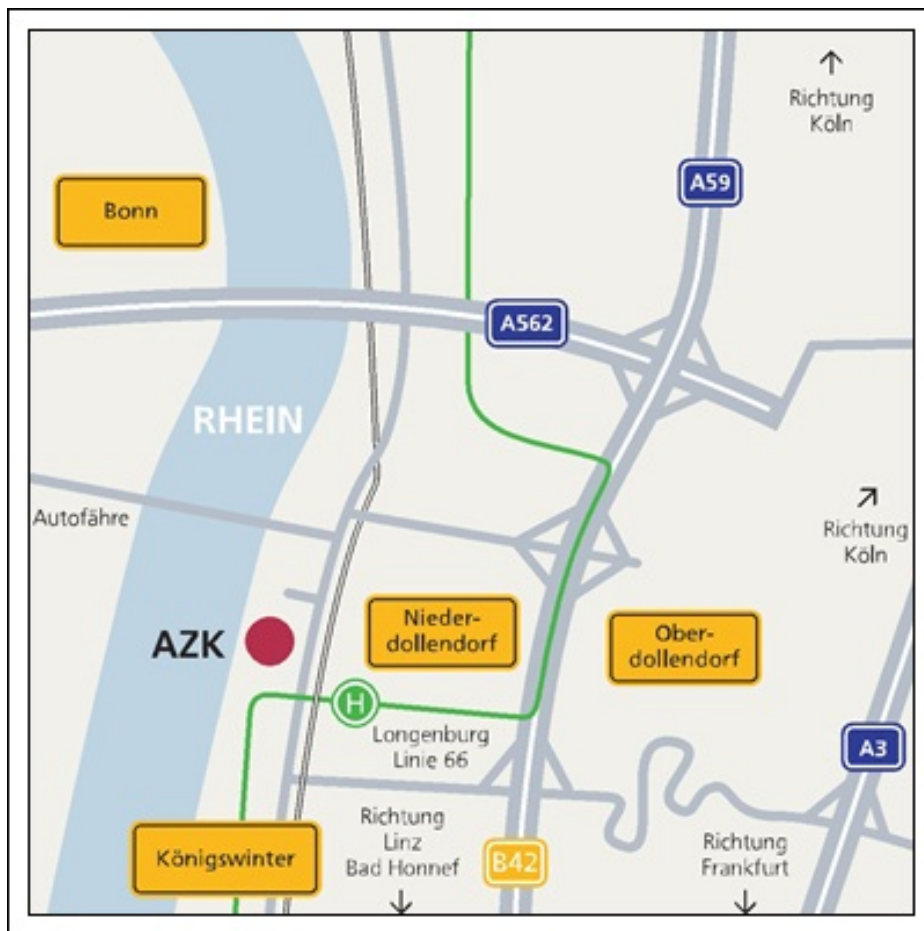 Richtung
Köln
A59
Bonn
A562
RHEIN
Autofähre
Richtung
Köln
Nieder-
dollendorf
Ober-
dollendorf
AZK
H
Longenburg
Linie 66
A3
Richtung
Linz
Bad Honnef
Königswinter
B42
Richtung
Frankfurt